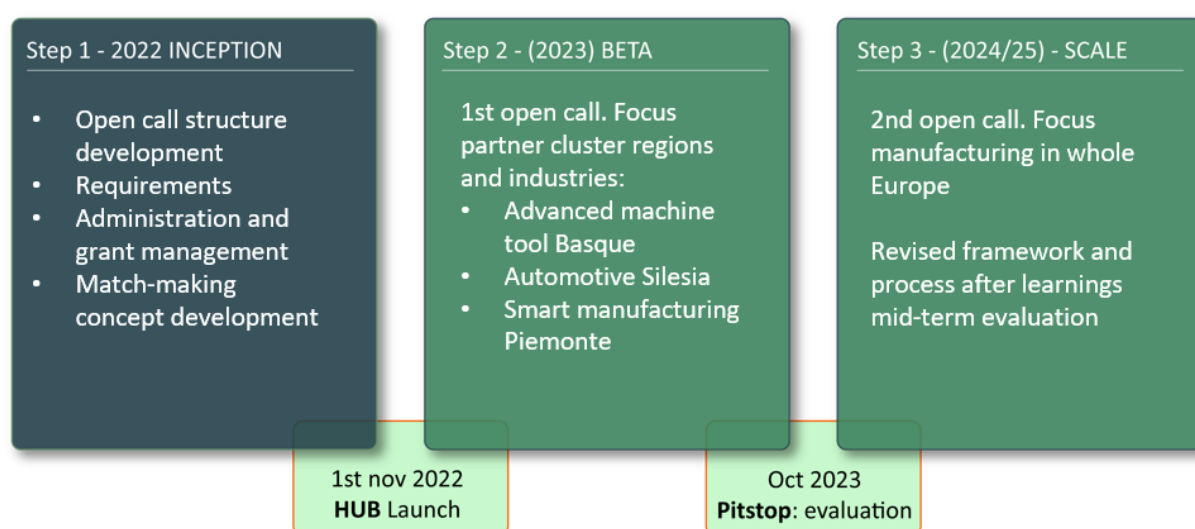 Step 1 - 2022 INCEPTION
• Open call structure
development
• Requirements
• Administration and
grant management
• Match-making
concept development
Step 2 - (2023) BETA
1st open call. Focus
partner cluster regions
and industries:
• Advanced machine
tool Basque
• Automotive Silesia
• Smart manufacturing
Piemonte
Step 3 - (2024/25) - SCALE
2nd open call. Focus
manufacturing in whole
Europe
Revised framework and
process after learnings
mid-term evaluation
1st nov 2022
HUB Launch
Oct 2023
Pitstop: evaluation